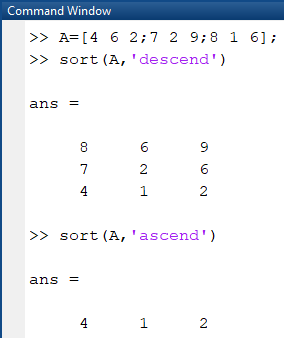 Command Window
>> A=[4 6 2;7 2 9;8 1 6];
>> sort(A,'descend')
ans =
8 6 9
7 2 6
4 1 2
>> sort(A,'ascend')
ans =
4 1 2